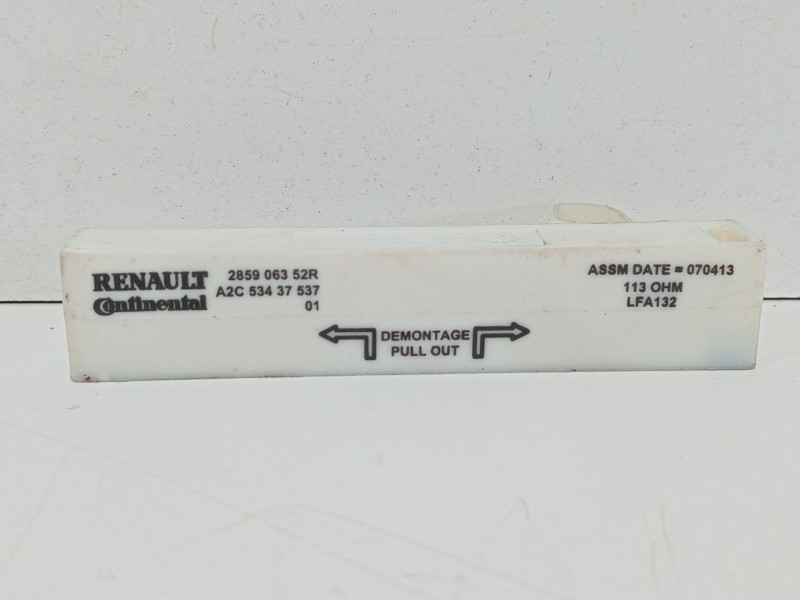 RENAULT 2859 063 52R
Continental A2C 534 37 537
01
ASSM DATE = 070413
113 OHM
LFA132
DEMONTAGE
PULL OUT